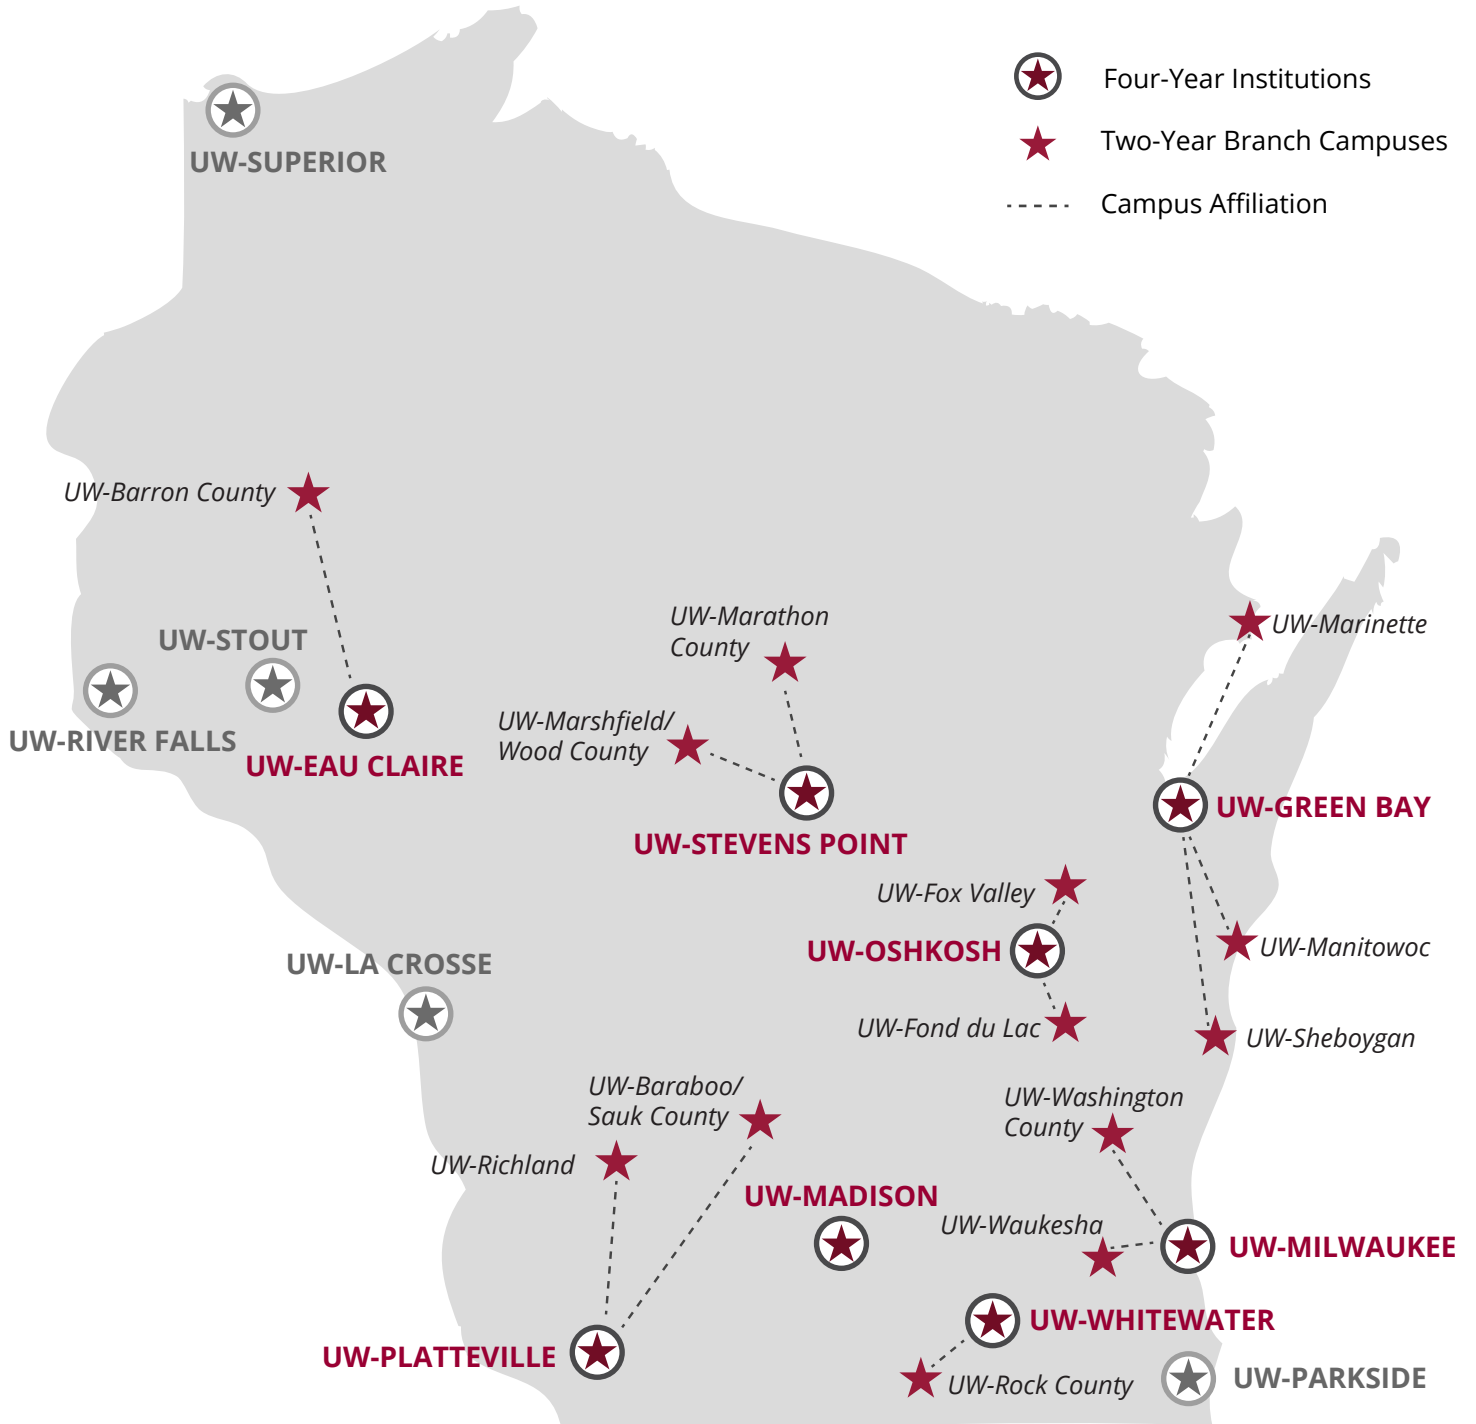 Four-Year Institutions
Two-Year Branch Campuses
Campus Affiliation
UW-SUPERIOR
UW-Barron County
UW-STOUT
UW-RIVER FALLS
UW-EAU CLAIRE
UW-Marathon
County
UW-Marshfield/
Wood County
UW-STEVENS POINT
UW-Marinette
UW-GREEN BAY
UW-Fox Valley
UW-OSHKOSH
UW-Manitowoc
UW-Fond du Lac
UW-Sheboygan
UW-LA CROSSE
UW-Baraboo/
Sauk County
UW-Richland
UW-Washington
County
UW-MADISON
UW-Waukesha
UW-MILWAUKEE
UW-WHITEWATER
UW-PLATTEVILLE
UW-Rock County
UW-PARKSIDE